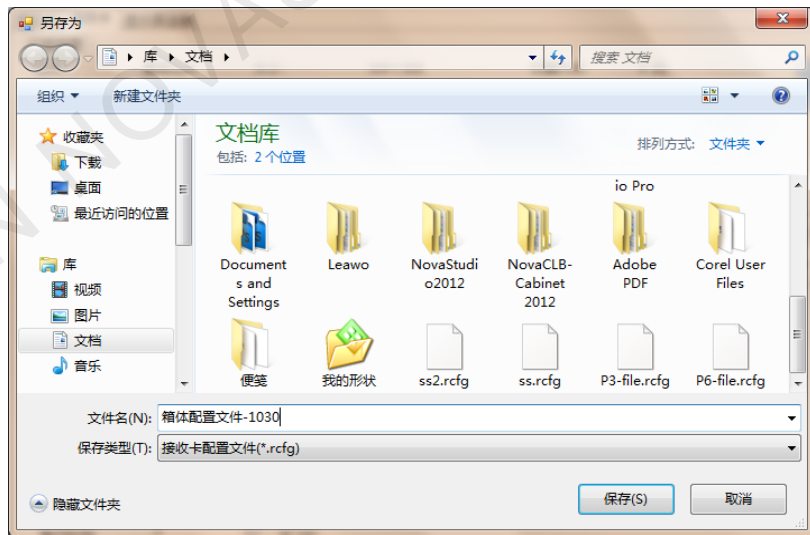 另存为
库 文档
搜索 文档
组织 新建文件夹
收藏夹
下载
桌面
最近访问的位置
库
视频
图片
文档
音乐
文档库
包括: 2 个位置
排列方式: 文件夹
io Pro
Document
s and
Settings
Leawo
NovaStudi
o2012
NovaCLB-
Cabinet
2012
Adobe
PDF
Corel User
Files
便笺
我的形状
ss2.rcfg
ss.rcfg
P3-file.rcfg
P6-file.rcfg
文件名(N): 箱体配置文件-1030
保存类型(T): 接收卡配置文件(*.rcfg)
隐藏文件夹
保存(S)
取消